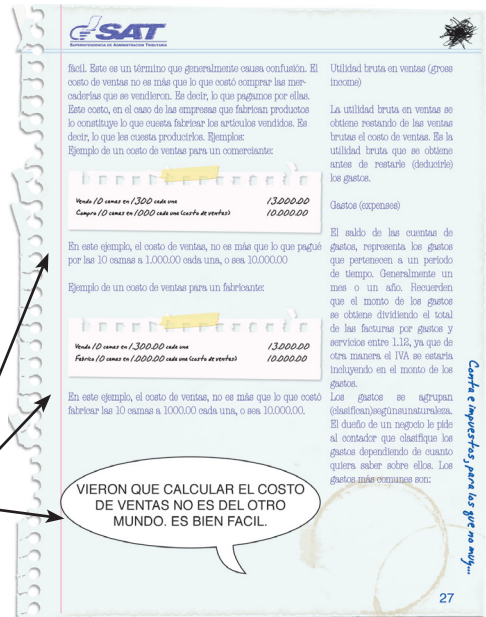 SAT
SUPERINTENDENCIA DE ADMINISTRACION TRIBUTARIA
fácil. Este es un término que generalmente causa confusión. El
costo de ventas no es más que lo que costó comprar las mer-
caderías que se vendieron. Es decir, lo que pagamos por ellas.
Este costo, en el caso de las empresas que fabrican productos
lo constituye lo que cuesta fabricar los artículos vendidos. Es
decir, lo que les cuesta producirlos. Ejemplos:
Ejemplo de un costo de ventas para un comerciante:
Vendo 10 camas en 1300 cada una 13,000.00
Compro 10 camas en 1000 cada una (costo de ventas) 10,000.00
En este ejemplo, el costo de ventas, no es más que lo que pagué
por las 10 camas a 1.000.00 cada una, o sea 10.000.00
Ejemplo de un costo de ventas para un fabricante:
Vendo 10 camas en 1,300.00 cada una 13,000.00
Fabrico 10 camas en 1,000.00 cada una (costo de ventas) 10,000.00
En este ejemplo, el costo de ventas, no es más que lo que costó
fabricar las 10 camas a 1000.00 cada una, o sea 10,000.00.
VIERON QUE CALCULAR EL COSTO
DE VENTAS NO ES DEL OTRO
MUNDO. ES BIEN FACIL.
Utilidad bruta en ventas (gross
income)
La utilidad bruta en ventas se
obtiene restando de las ventas
brutas el costo de ventas. Es la
utilidad bruta que se obtiene
antes de restarle (deducirle)
los gastos.
Gastos (expenses)
El saldo de las cuentas de
gastos, representa los gastos
que pertenecen a un periodo
de tiempo. Generalmente un
mes o un año. Recuerden
que el monto de los gastos
se obtiene dividiendo el total
de las facturas por gastos y
servicios entre 1.12, ya que de
otra manera el IVA se estaría
incluyendo en el monto de los
gastos.
Los gastos se agrupan
(clasifican)segúnsunaturaleza.
El dueño de un negocio le pide
al contador que clasifique los
gastos dependiendo de cuanto
quiera saber sobre ellos. Los
gastos más comunes son:
Conta e impuestos, para los que no muy...
27